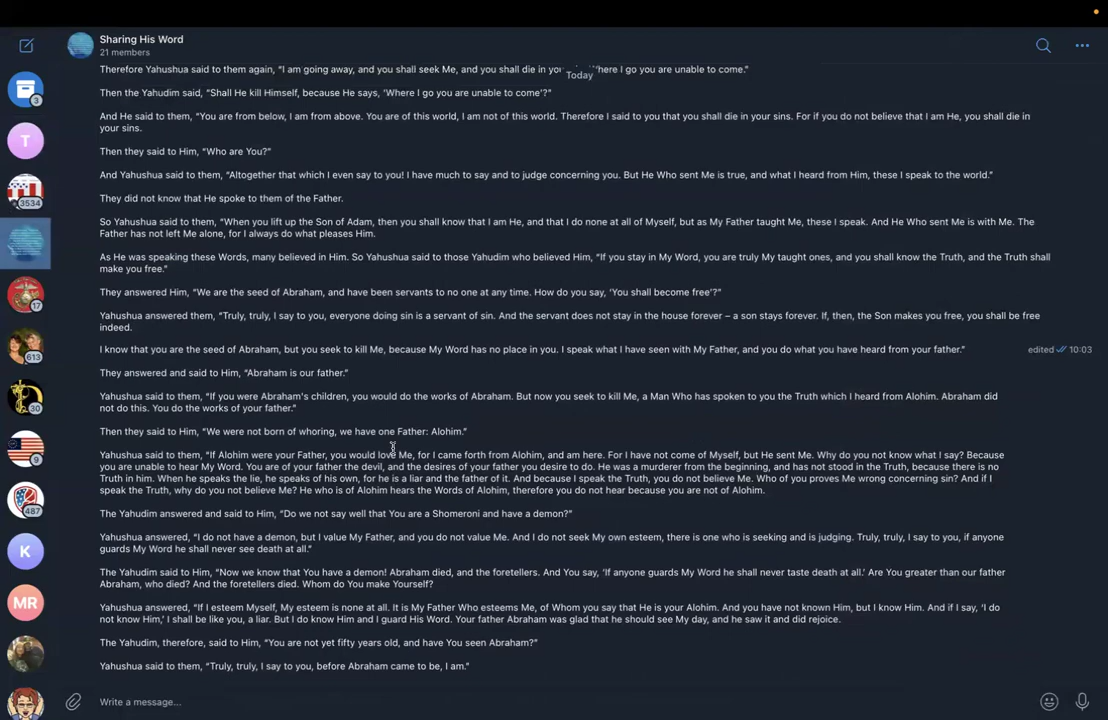 Sharing His Word
21 members
3
T
3534
17
613
30
9
487
K
MR
Therefore Yahushua said to them again, “I am going away, and you shall seek Me, and you shall die in you Where I go you are unable to come.”
Today
Then the Yahudim said, “Shall He kill Himself, because He says, ‘Where I go you are unable to come’?”
And He said to them, “You are from below, I am from above. You are of this world, I am not of this world. Therefore I said to you that you shall die in your sins. For if you do not believe that I am He, you shall die in
your sins.
Then they said to Him, “Who are You?”
And Yahushua said to them, “Altogether that which I even say to you! I have much to say and to judge concerning you. But He Who sent Me is true, and what I heard from Him, these I speak to the world.”
They did not know that He spoke to them of the Father.
So Yahushua said to them, “When you lift up the Son of Adam, then you shall know that I am He, and that I do none at all of Myself, but as My Father taught Me, these I speak. And He Who sent Me is with Me. The
Father has not left Me alone, for I always do what pleases Him.
As He was speaking these Words, many believed in Him. So Yahushua said to those Yahudim who believed Him, “If you stay in My Word, you are truly My taught ones, and you shall know the Truth, and the Truth shall
make you free.”
They answered Him, “We are the seed of Abraham, and have been servants to no one at any time. How do you say, ‘You shall become free’?”
Yahushua answered them, “Truly, truly, I say to you, everyone doing sin is a servant of sin. And the servant does not stay in the house forever – a son stays forever. If, then, the Son makes you free, you shall be free
indeed.
I know that you are the seed of Abraham, but you seek to kill Me, because My Word has no place in you. I speak what I have seen with My Father, and you do what you have heard from your father.”
edited 10:03
They answered and said to Him, “Abraham is our father.”
Yahushua said to them, “If you were Abraham's children, you would do the works of Abraham. But now you seek to kill Me, a Man Who has spoken to you the Truth which I heard from Alohim. Abraham did
not do this. You do the works of your father.”
Then they said to Him, “We were not born of whoring, we have one Father: Alohim.”
Yahushua said to them, “If Alohim were your Father, you would love Me, for I came forth from Alohim, and am here. For I have not come of Myself, but He sent Me. Why do you not know what I say? Because
you are unable to hear My Word. You are of your father the devil, and the desires of your father you desire to do. He was a murderer from the beginning, and has not stood in the Truth, because there is no
Truth in him. When he speaks the lie, he speaks of his own, for he is a liar and the father of it. And because I speak the Truth, you do not believe Me. Who of you proves Me wrong concerning sin? And if I
speak the Truth, why do you not believe Me? He who is of Alohim hears the Words of Alohim, therefore you do not hear because you are not of Alohim.
The Yahudim answered and said to Him, “Do we not say well that You are a Shomeroni and have a demon?”
Yahushua answered, “I do not have a demon, but I value My Father, and you do not value Me. And I do not seek My own esteem, there is one who is seeking and is judging. Truly, truly, I say to you, if anyone
guards My Word he shall never see death at all.”
The Yahudim said to Him, “Now we know that You have a demon! Abraham died, and the foretellers. And You say, ‘If anyone guards My Word he shall never taste death at all.’ Are You greater than our father
Abraham, who died? And the foretellers died. Whom do You make Yourself?
Yahushua answered, “If I esteem Myself, My esteem is none at all. It is My Father Who esteems Me, of Whom you say that He is your Alohim. And you have not known Him, but I know Him. And if I say, ‘I do
not know Him,’ I shall be like you, a liar. But I do know Him and I guard His Word. Your father Abraham was glad that he should see My day, and he saw it and did rejoice.
The Yahudim, therefore, said to Him, “You are not yet fifty years old, and have You seen Abraham?”
Yahushua said to them, “Truly, truly, I say to you, before Abraham came to be, I am.”
Write a message...